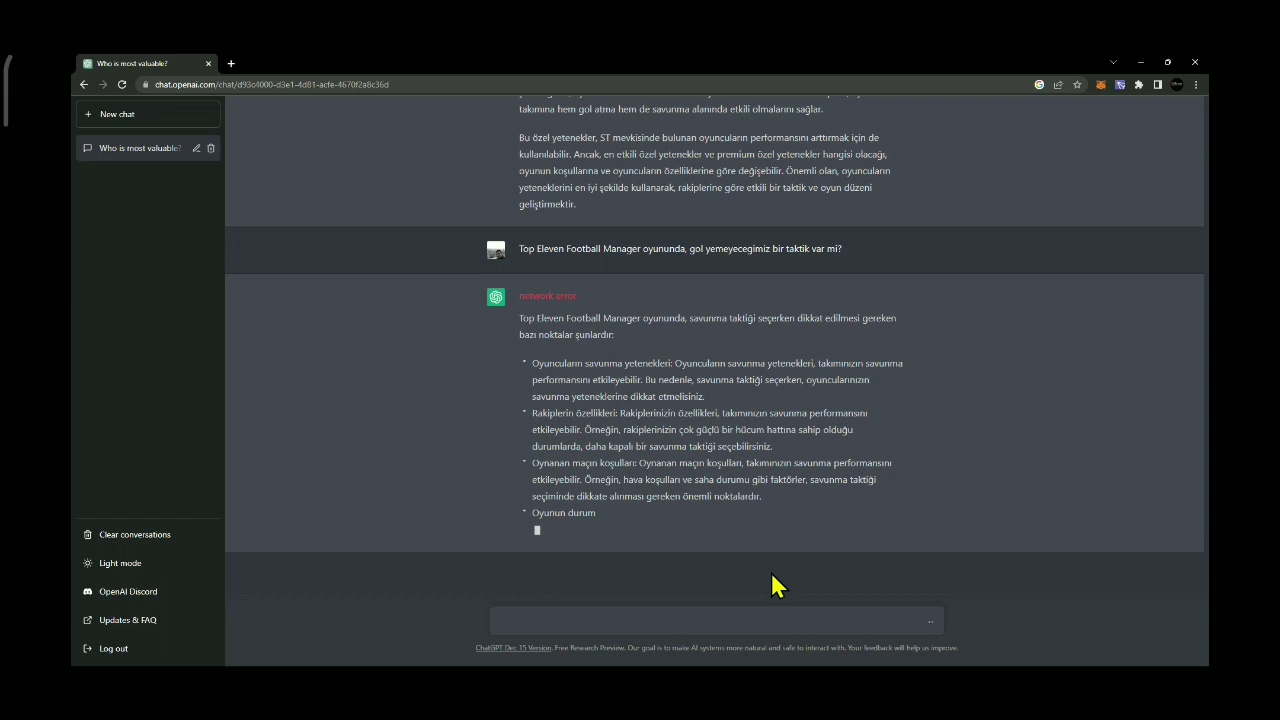 Who is most valuable?
chat.openai.com/chat/d93c4000-d3e1-4d81-acfe-4670f2a8c36d
New chat
Who is most valuable?
takımına hem gol atma hem de savunma alanında etkili olmalarını sağlar.
Bu özel yetenekler, ST mevkisinde bulunan oyuncuların performansını arttırmak için de
kullanılabilir. Ancak, en etkili özel yetenekler ve premium özel yetenekler hangisi olacağı,
oyunun koşullarına ve oyuncuların özelliklerine göre değişebilir. Önemli olan, oyuncuların
yeteneklerini en iyi şekilde kullanarak, rakiplerine göre etkili bir taktik ve oyun düzeni
geliştirmektir.
Top Eleven Football Manager oyununda, gol yemeyecegimiz bir taktik var mi?
network error
Top Eleven Football Manager oyununda, savunma taktiği seçerken dikkat edilmesi gereken
bazı noktalar şunlardır:
• Oyuncuların savunma yetenekleri: Oyuncuların savunma yetenekleri, takımınızın savunma
performansını etkileyebilir. Bu nedenle, savunma taktiği seçerken, oyuncularınızın
savunma yeteneklerine dikkat etmelisiniz.
• Rakiplerin özellikleri: Rakiplerinizin özellikleri, takımınızın savunma performansını
etkileyebilir. Örneğin, rakiplerinizin çok güçlü bir hücum hattına sahip olduğu
durumlarda, daha kapalı bir savunma taktiği seçebilirsiniz.
• Oynanan maçın koşulları: Oynanan maçın koşulları, takımınızın savunma performansını
etkileyebilir. Örneğin, hava koşulları ve saha durumu gibi faktörler, savunma taktiği
seçiminde dikkate alınması gereken önemli noktalardır.
• Oyunun durum
Clear conversations
Light mode
OpenAI Discord
Updates & FAQ
Log out
ChatGPT Dec 15 Version. Free Research Preview. Our goal is to make AI systems more natural and safe to interact with. Your feedback will help us improve.